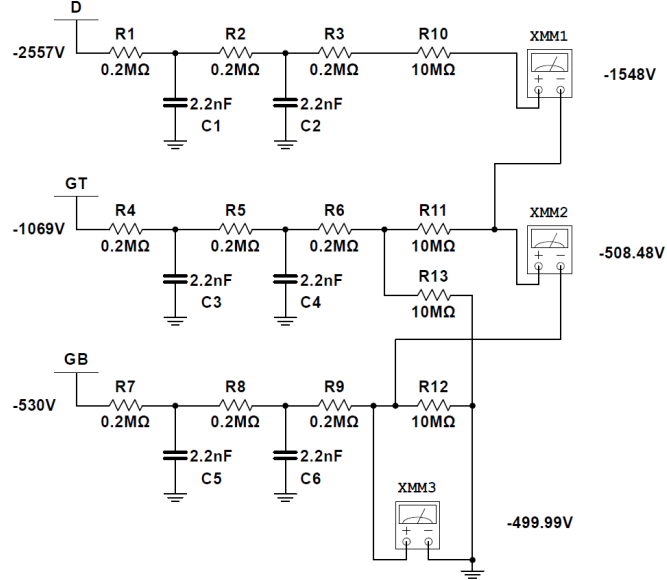 D
-2557V
R1
0.2MΩ
R2
0.2MΩ
R3
0.2MΩ
R10
10MΩ
XMM1
+ −
-1548V
2.2nF
C1
2.2nF
C2
GT
-1069V
R4
0.2MΩ
R5
0.2MΩ
R6
0.2MΩ
R11
10MΩ
XMM2
+ −
-508.48V
2.2nF
C3
2.2nF
C4
R13
10MΩ
GB
-530V
R7
0.2MΩ
R8
0.2MΩ
R9
0.2MΩ
R12
10MΩ
2.2nF
C5
2.2nF
C6
XMM3
+ −
-499.99V